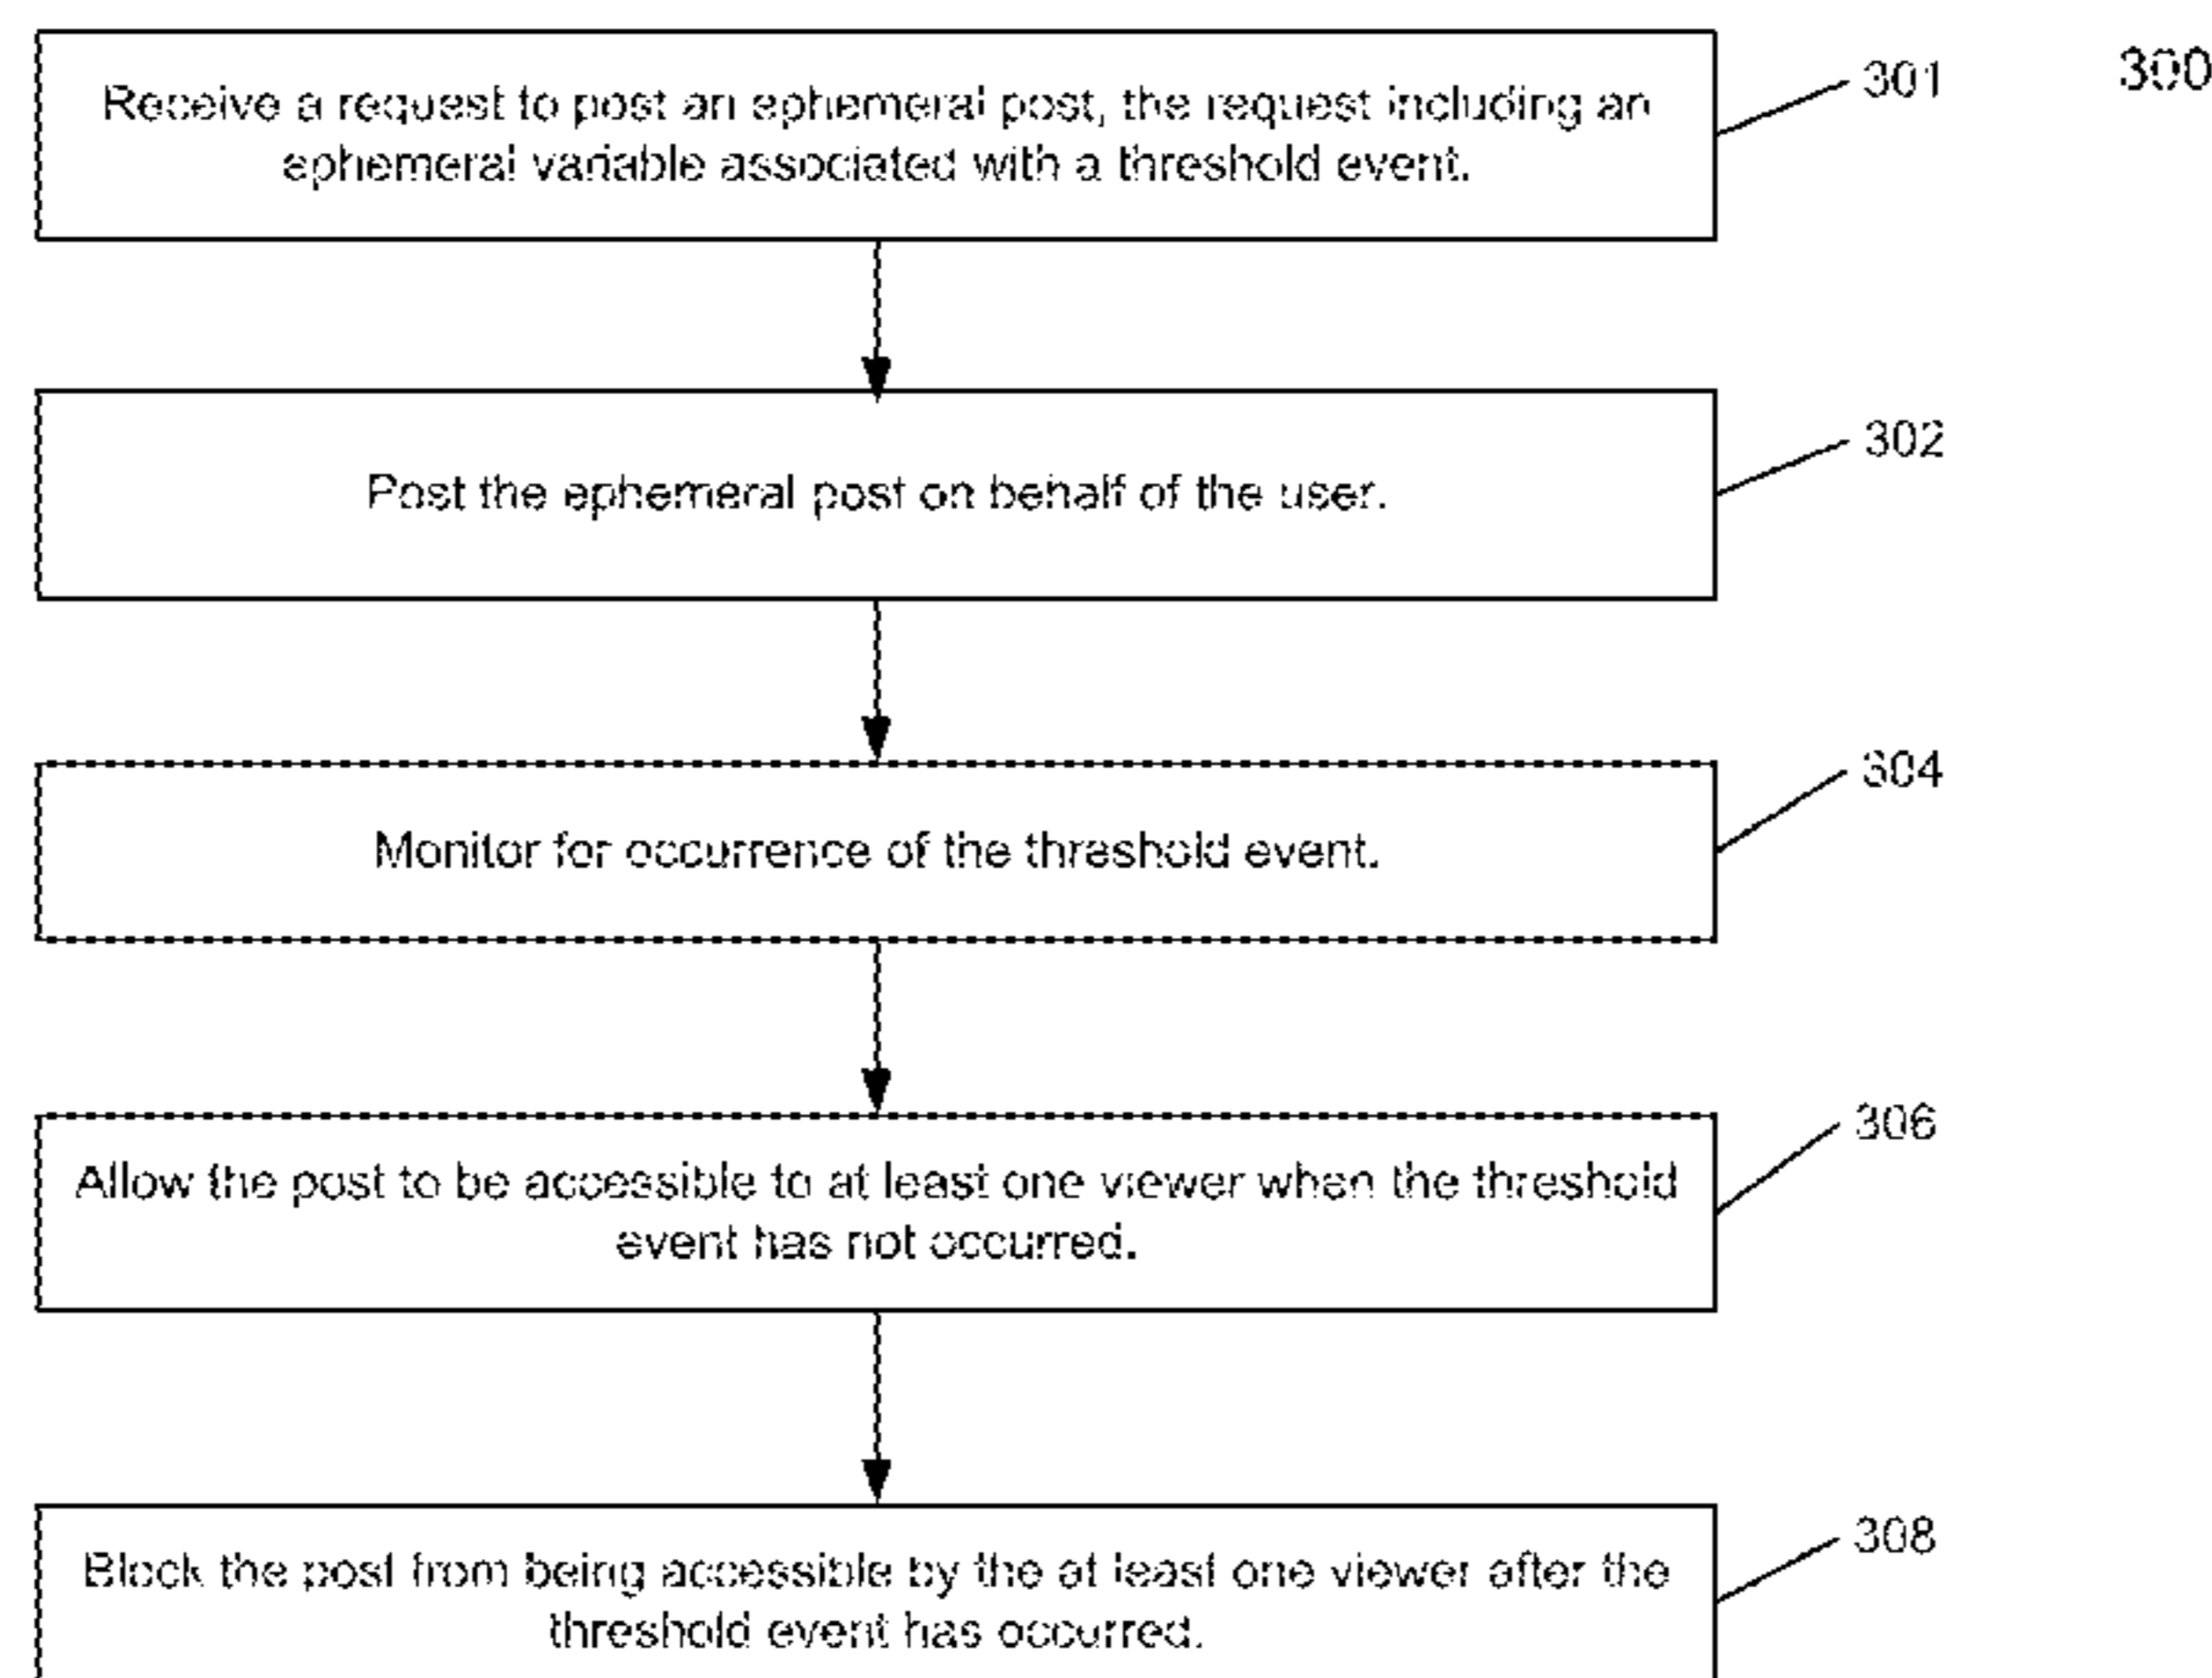 300
Receive a request to post an ephemeral post, the request including an
ephemeral variable associated with a threshold event.
301
Post the ephemeral post on behalf of the user.
302
Monitor for occurrence of the threshold event.
304
Allow the post to be accessible to at least one viewer when the threshold
event has not occurred.
306
Block the post from being accessible by the at least one viewer after the
threshold event has occurred.
308